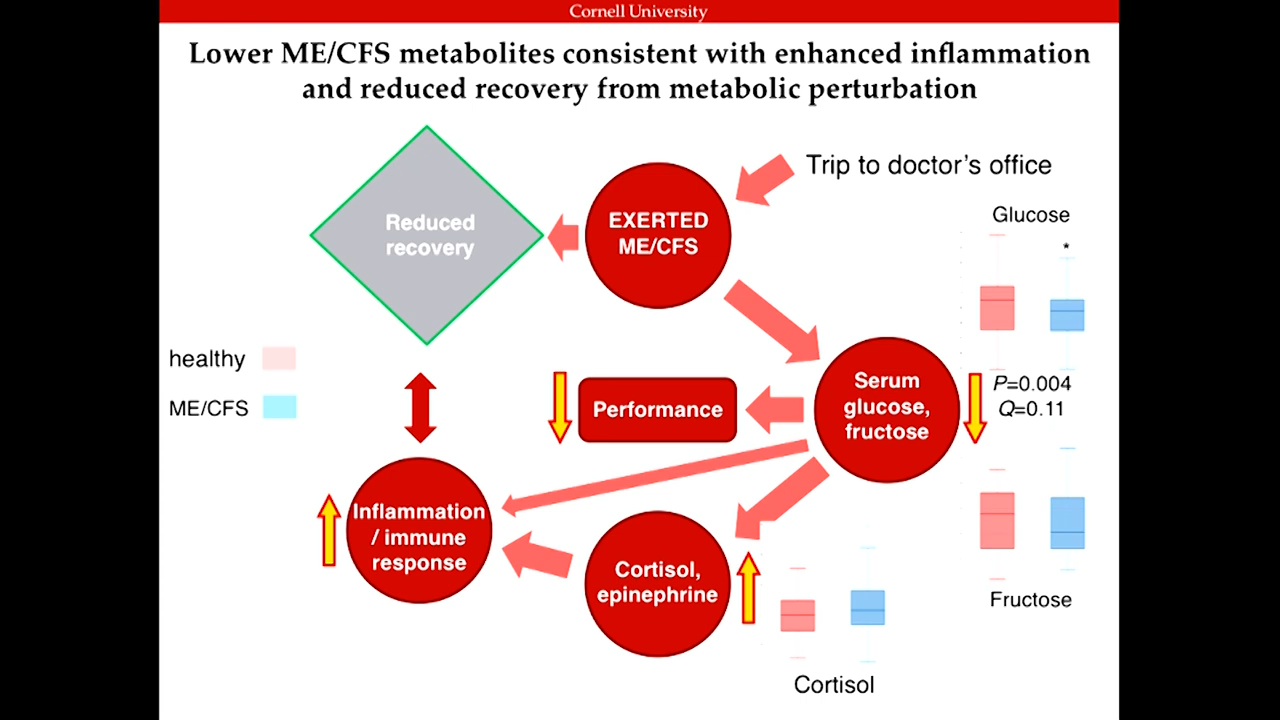 Cornell University
Lower ME/CFS metabolites consistent with enhanced inflammation
and reduced recovery from metabolic perturbation
Trip to doctor's office
Reduced
recovery
EXERTED
ME/CFS
Glucose
*
healthy
ME/CFS
Performance
Serum
glucose,
fructose
P=0.004
Q=0.11
Inflammation
/ immune
response
Cortisol,
epinephrine
Fructose
Cortisol